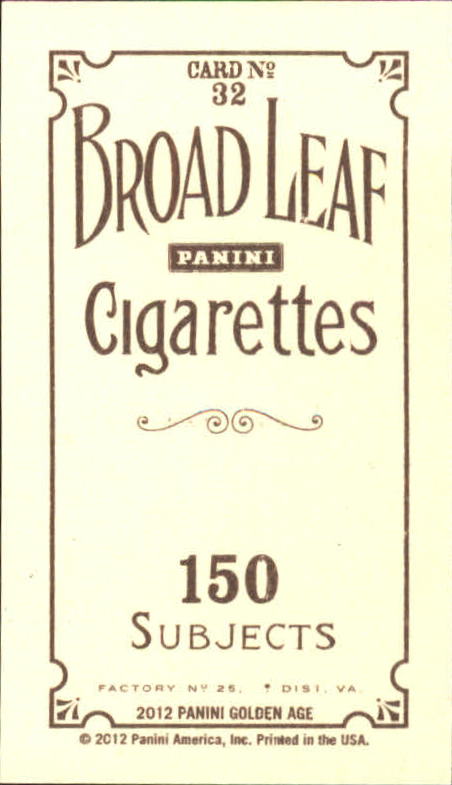 CARD Nº
32
BROAD LEAF
PANINI
Cigarettes
150
SUBJECTS
FACTORY Nº 25, DIST. VA.
2012 PANINI GOLDEN AGE
© 2012 Panini America, Inc. Printed in the USA.